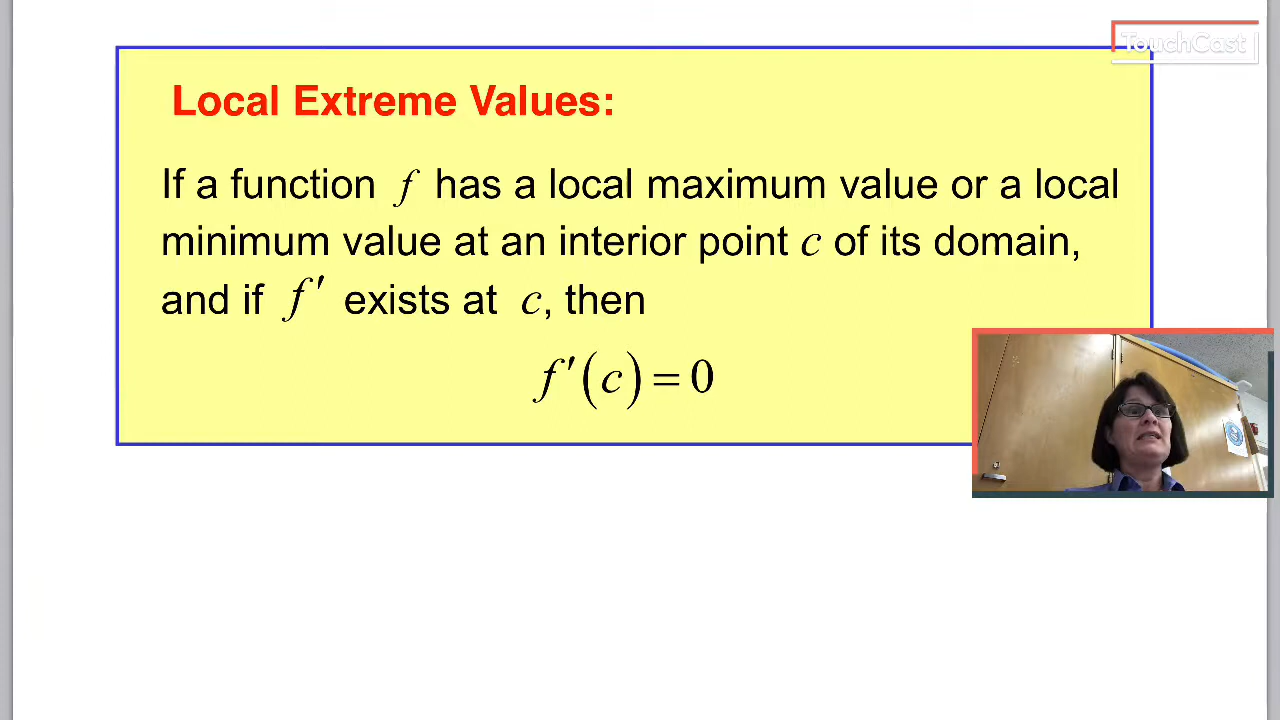 TouchCast
Local Extreme Values:
If a function f has a local maximum value or a local
minimum value at an interior point c of its domain,
and if f′ exists at c, then
f′(c) = 0